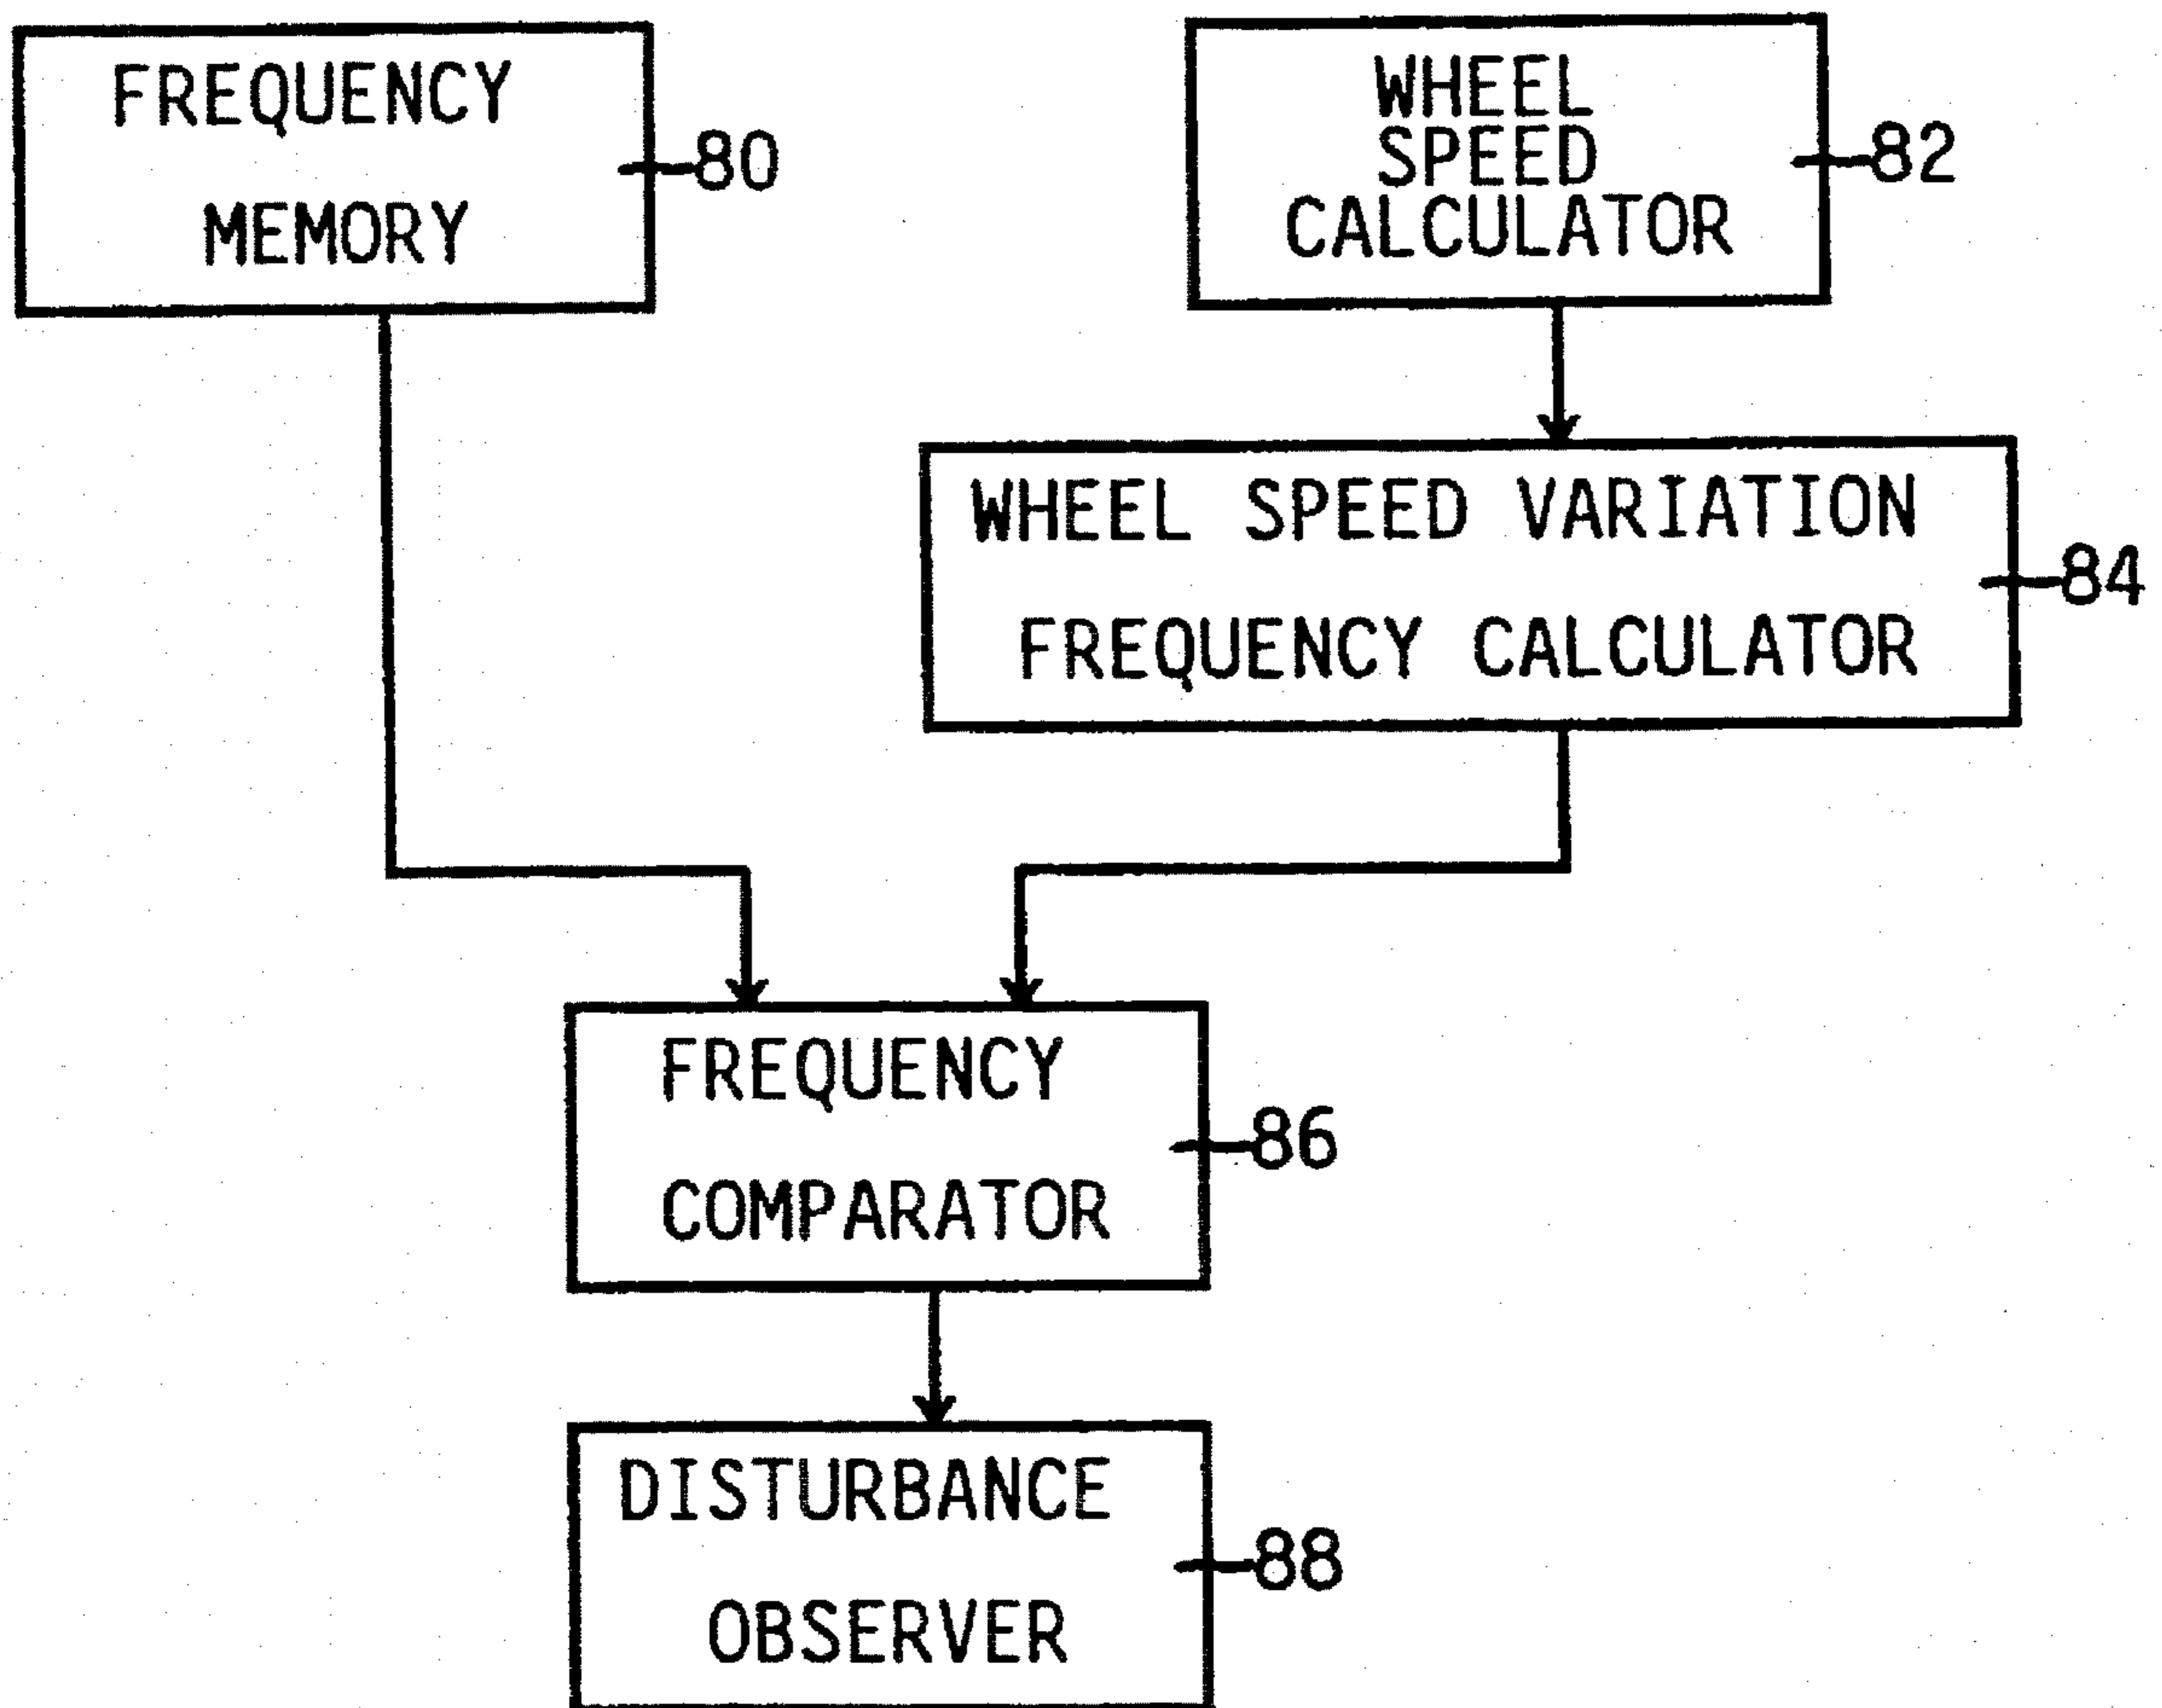 FREQUENCY
MEMORY
80
WHEEL
SPEED
CALCULATOR
82
WHEEL SPEED VARIATION
FREQUENCY CALCULATOR
84
FREQUENCY
COMPARATOR
86
DISTURBANCE
OBSERVER
88